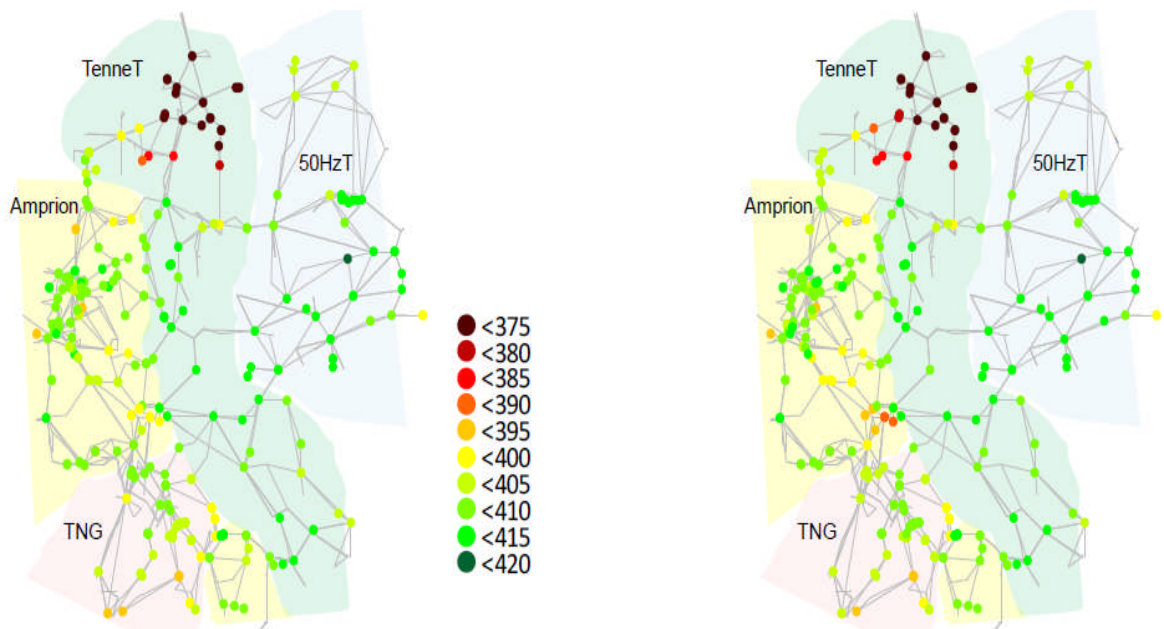 TenneT
50HzT
Amprion
TNG
<375
<380
<385
<390
<395
<400
<405
<410
<415
<420
TenneT
50HzT
Amprion
TNG